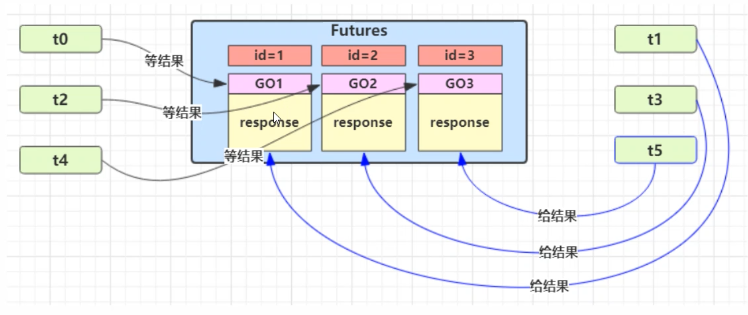 Futures
t0
t1
id=1
id=2
id=3
等结果
GO1
GO2
GO3
t2
t3
等结果
response
response
response
t4
t5
等结果
给结果
给结果
给结果